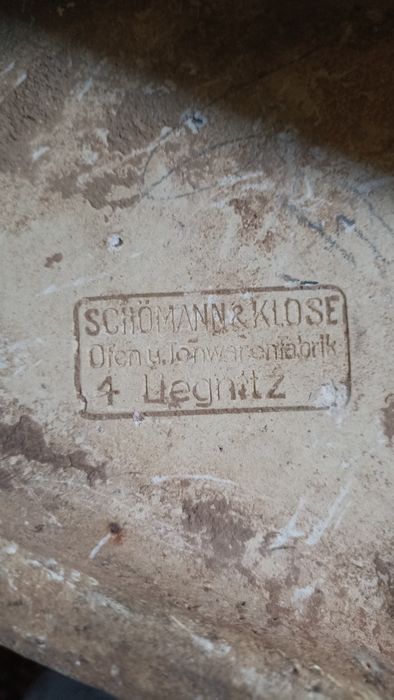 SCHÖMANN & KLOSE
Ofen u. Tonwarenfabrik
4 Liegnitz